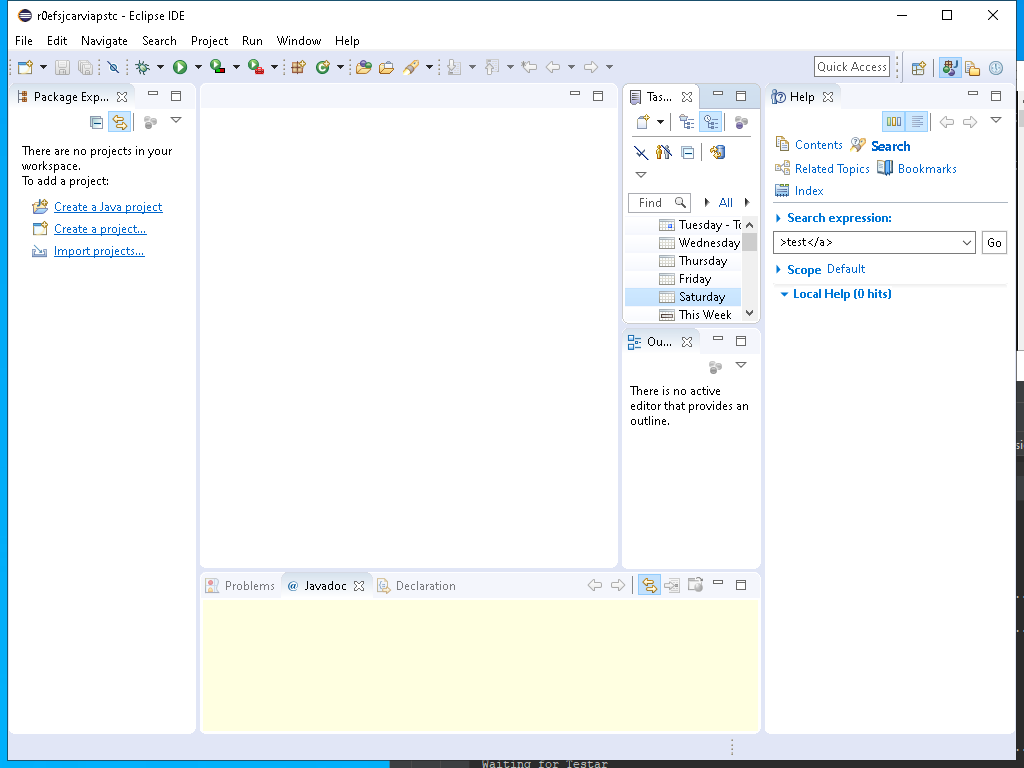 r0efsjcarviapstc - Eclipse IDE
File Edit Navigate Search Project Run Window Help
Quick Access
Package Exp...
There are no projects in your
workspace.
To add a project:
Create a Java project
Create a project...
Import projects...
Tas...
Find
All
Tuesday - To
Wednesday
Thursday
Friday
Saturday
This Week
Ou...
There is no active
editor that provides an
outline.
Help
Contents Search
Related Topics Bookmarks
Index
Search expression:
>test</a>
Go
Scope Default
Local Help (0 hits)
Problems @ Javadoc Declaration
Waiting for Testar